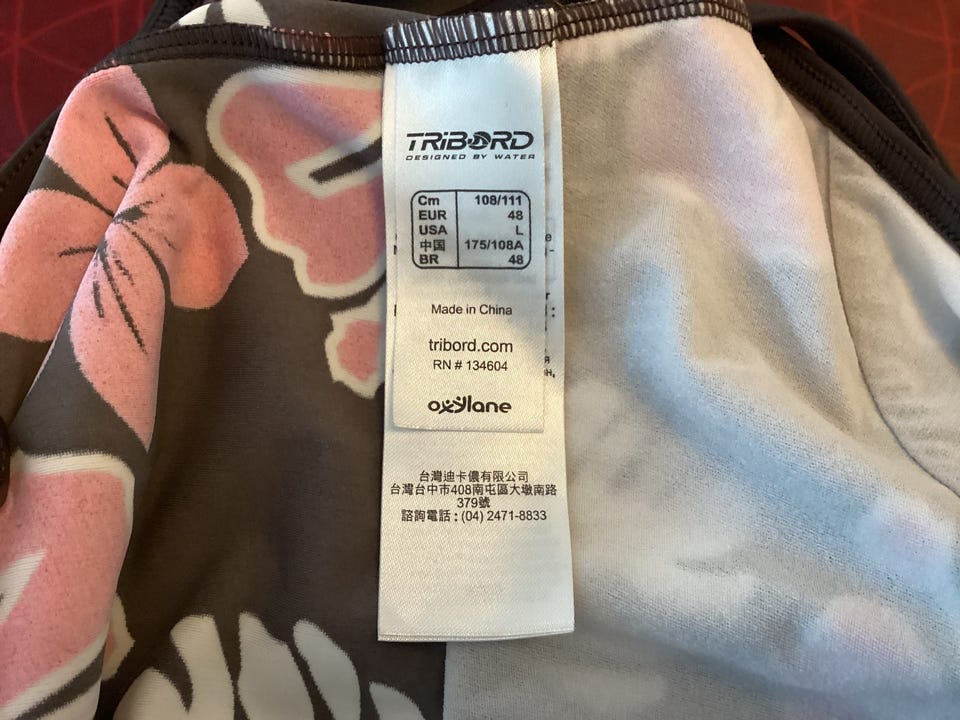 TRIBORD
DESIGNED BY WATER
Cm 108/111
EUR 48
USA L
中国 175/108A
BR 48
Made in China
tribord.com
RN # 134604
oxylane
台灣迪卡儂有限公司
台灣台中市408南屯區大墩南路
379號
諮詢電話 : (04) 2471-8833